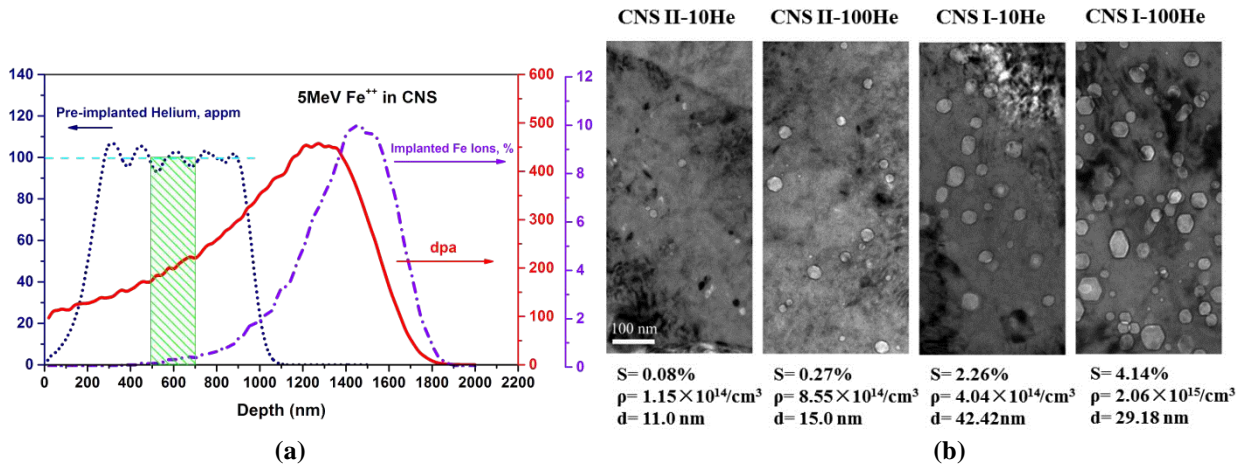 140
120
100
80
60
40
20
0
0 200 400 600 800 1000 1200 1400 1600 1800 2000 2200
Depth (nm)
600
500
400
300
200
100
0
12
10
8
6
4
2
0
5MeV Fe⁺⁺ in CNS
Pre-implanted Helium, appm
Implanted Fe Ions, %
dpa
(a)
CNS II-10He CNS II-100He CNS I-10He CNS I-100He
100 nm
S= 0.08% S= 0.27% S= 2.26% S= 4.14%
ρ= 1.15×10¹⁴/cm³ ρ= 8.55×10¹⁴/cm³ ρ= 4.04×10¹⁴/cm³ ρ= 2.06×10¹⁵/cm³
d= 11.0 nm d= 15.0 nm d= 42.42nm d= 29.18 nm
(b)